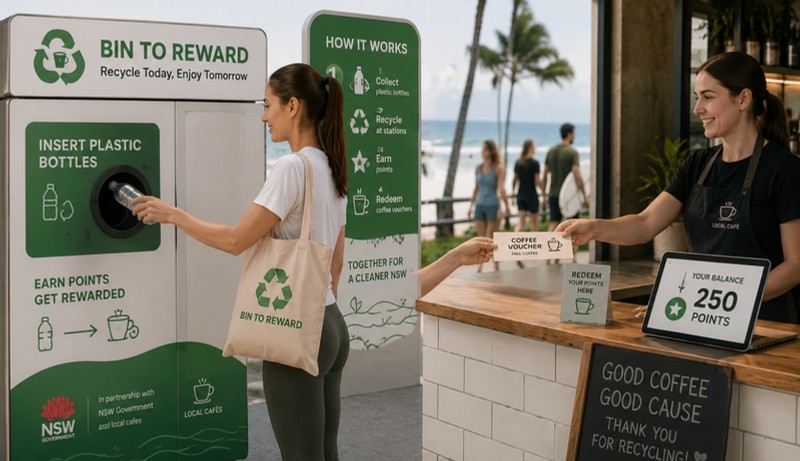 BIN TO REWARD
Recycle Today, Enjoy Tomorrow
INSERT PLASTIC
BOTTLES
EARN POINTS
GET REWARDED
NSW
GOVERNMENT
In partnership with
NSW Government
and local cafes
LOCAL CAFÉS
HOW IT WORKS
1
Collect
plastic bottles
Recycle
at stations
Earn
points
Redeem
coffee vouchers
TOGETHER FOR
A CLEANER NSW
BIN TO REWARD
COFFEE
VOUCHER
FREE COFFEE
LOCAL CAFÉ
REDEEM
YOUR POINTS
HERE
YOUR BALANCE
250
POINTS
GOOD COFFEE
GOOD CAUSE
THANK YOU
FOR RECYCLING!